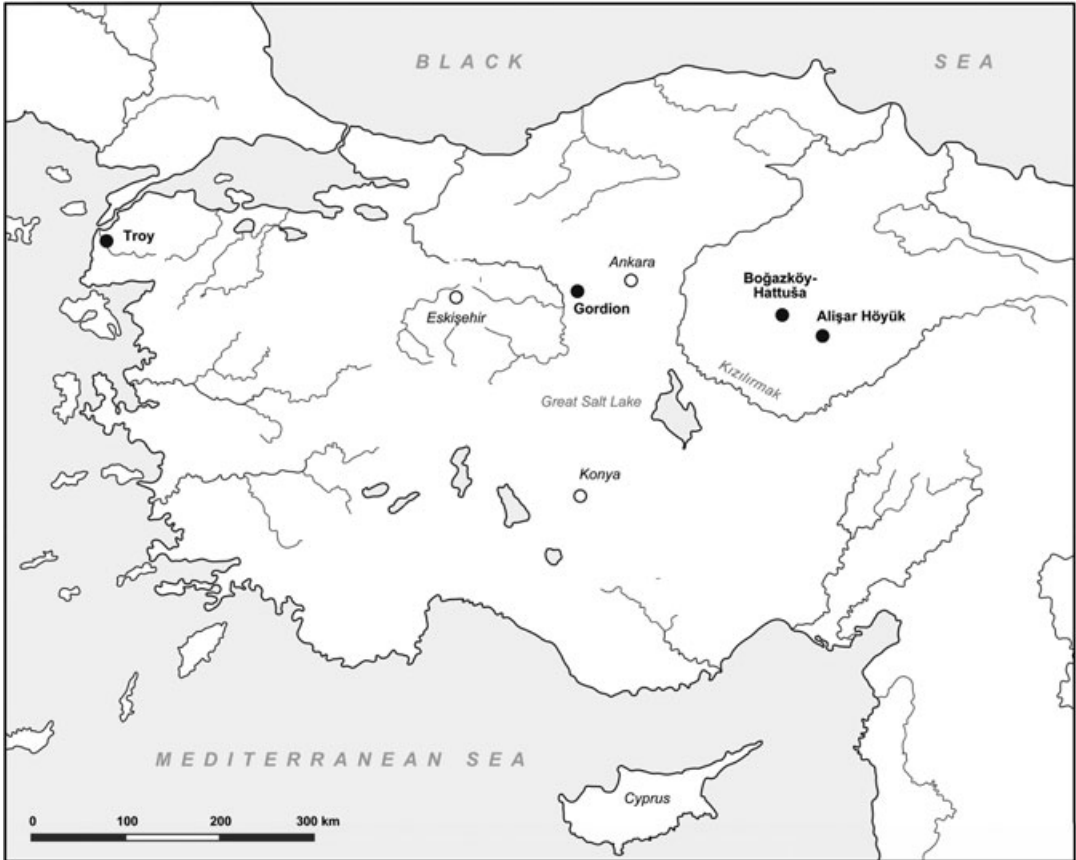 BLACK SEA
Troy
Ankara
Boğazköy-
Hattuša
Gordion
Eskişehir
Alişar Höyük
Kızılırmak
Great Salt Lake
Konya
MEDITERRANEAN SEA
Cyprus
0 100 200 300 km